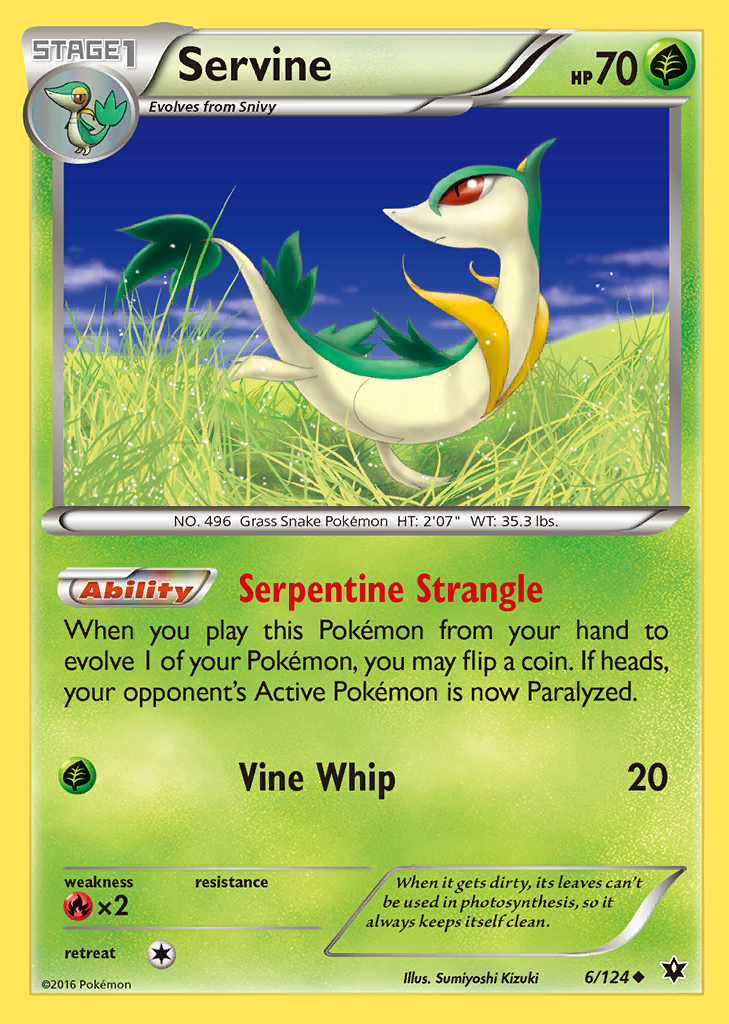 STAGE1
Servine
HP 70
Evolves from Snivy
NO. 496 Grass Snake Pokémon HT: 2'07" WT: 35.3 lbs.
Ability Serpentine Strangle
When you play this Pokémon from your hand to
evolve 1 of your Pokémon, you may flip a coin. If heads,
your opponent's Active Pokémon is now Paralyzed.
Vine Whip 20
weakness resistance
×2
retreat
When it gets dirty, its leaves can't
be used in photosynthesis, so it
always keeps itself clean.
©2016 Pokémon
Illus. Sumiyoshi Kizuki
6/124